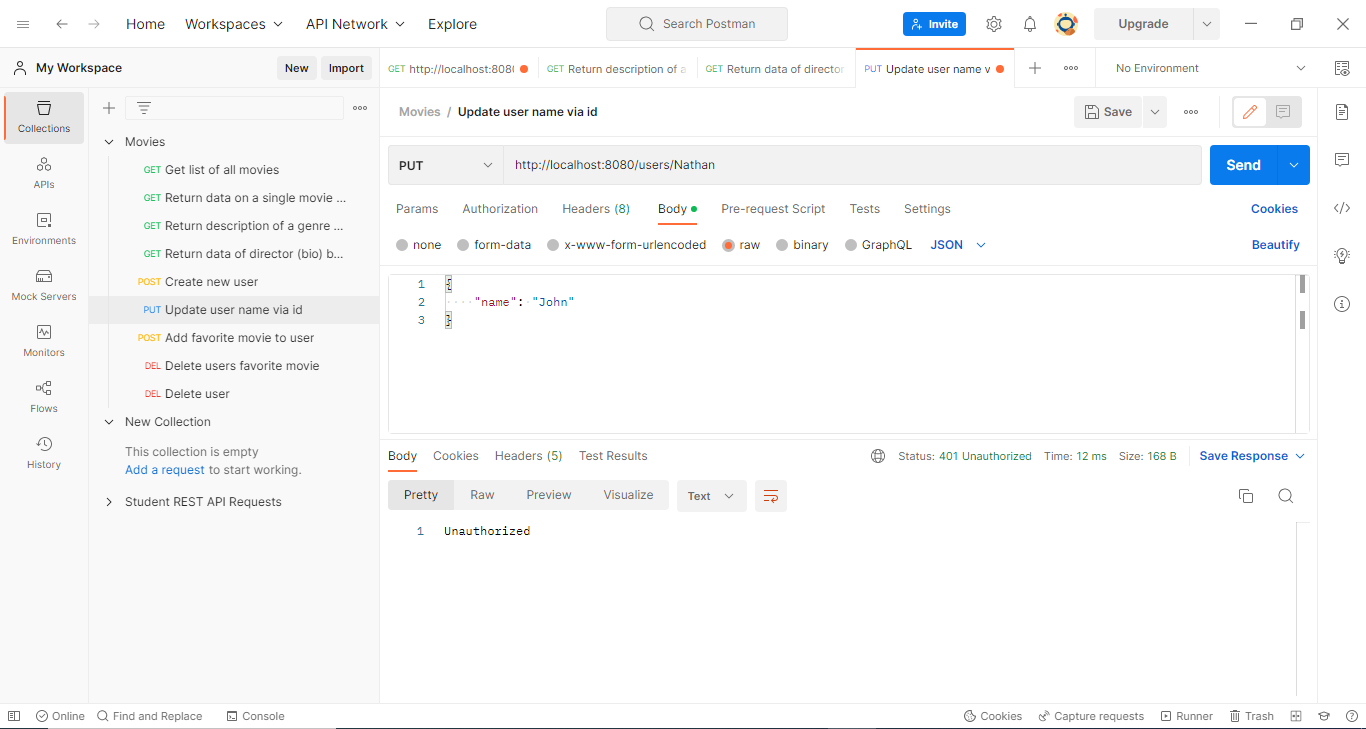 Home Workspaces API Network Explore Search Postman Invite Upgrade
My Workspace New Import
GET http://localhost:8080 GET Return description of a GET Return data of director PUT Update user name v No Environment
Collections
APIs
Environments
Mock Servers
Monitors
Flows
History
Movies
GET Get list of all movies
GET Return data on a single movie ...
GET Return description of a genre ...
GET Return data of director (bio) b...
POST Create new user
PUT Update user name via id
POST Add favorite movie to user
DEL Delete users favorite movie
DEL Delete user
New Collection
This collection is empty
Add a request to start working.
Student REST API Requests
Movies / Update user name via id Save
PUT http://localhost:8080/users/Nathan Send
Params Authorization Headers (8) Body Pre-request Script Tests Settings Cookies
none form-data x-www-form-urlencoded raw binary GraphQL JSON Beautify
1 {
2 "name": "John"
3 }
Body Cookies Headers (5) Test Results Status: 401 Unauthorized Time: 12 ms Size: 168 B Save Response
Pretty Raw Preview Visualize Text
1 Unauthorized
Online Find and Replace Console Cookies Capture requests Runner Trash